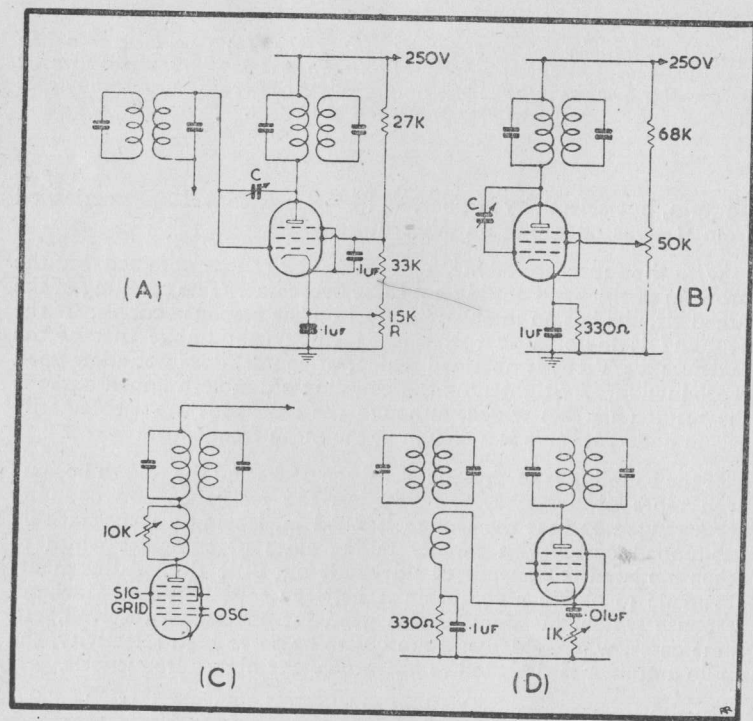 250V
27K
C
.1uF
33K
15K
R
.1uF
(A)
250V
68K
C
50K
1uF
330Ω
(B)
10K
SIG
GRID
OSC
(C)
330Ω
.1uF
.01uF
1K
(D)